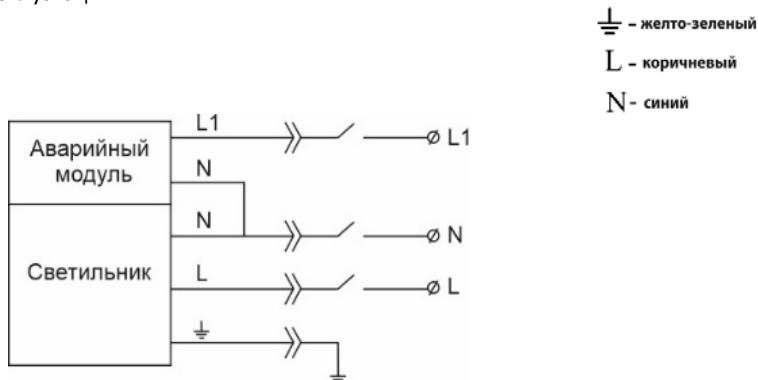 – желто-зеленый
L – коричневый
N- синий
L1
L1
Аварийный
модуль
N
N
N
Светильник
L
L